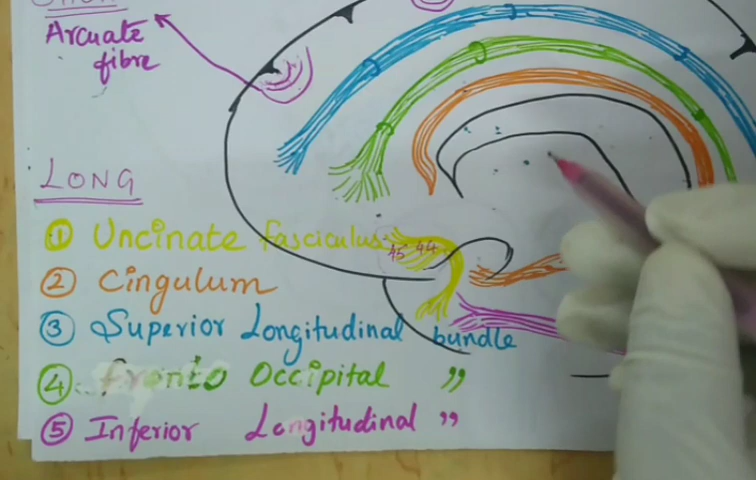 Arcuate
fibre
LONG
① Uncinate fasciculus
45 44
② Cingulum
③ Superior Longitudinal bundle
④ Fronto Occipital ”
⑤ Inferior Longitudinal ”